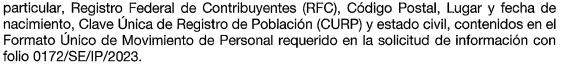 particular, Registro Federal de Contribuyentes (RFC), Código Postal, Lugar y fecha de
nacimiento, Clave Única de Registro de Población (CURP) y estado civil, contenidos en el
Formato Único de Movimiento de Personal requerido en la solicitud de información con
folio 0172/SE/IP/2023.